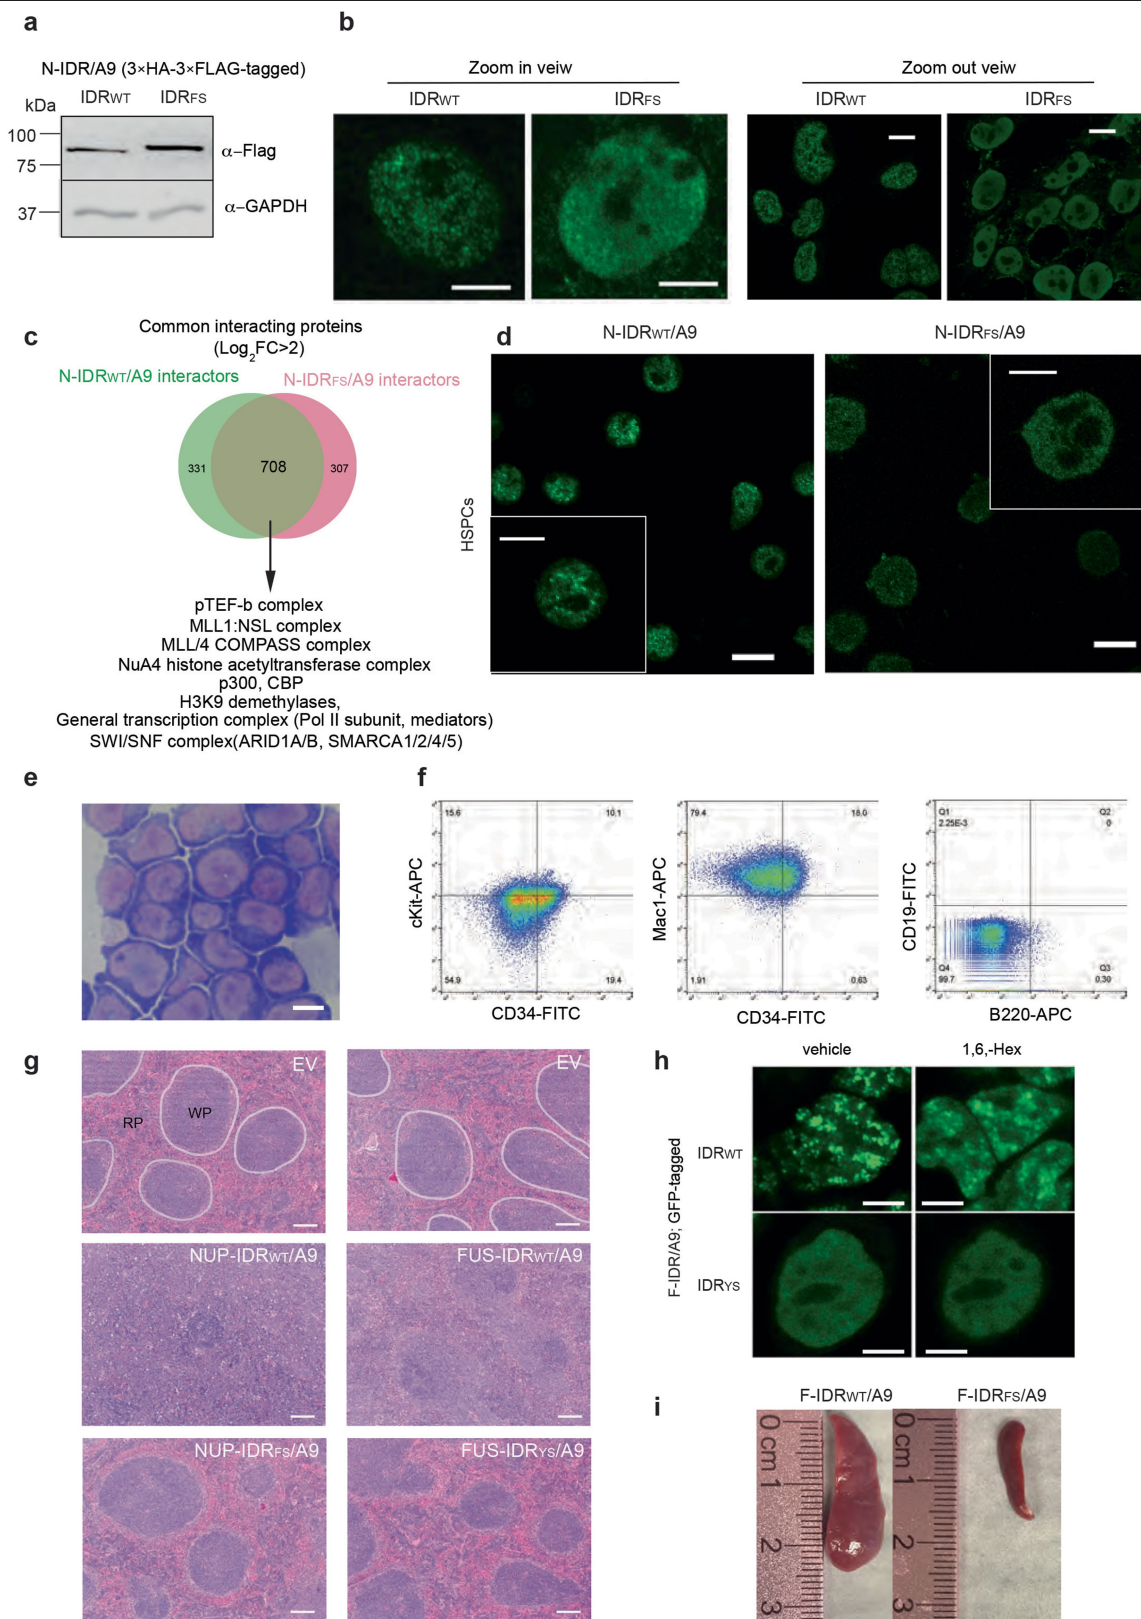 a
N-IDR/A9 (3×HA-3×FLAG-tagged)
kDa
IDRWT
IDRFS
100
75
37
α–Flag
α–GAPDH
b
Zoom in veiw
Zoom out veiw
IDRWT
IDRFS
IDRWT
IDRFS
c
Common interacting proteins
(Log2FC>2)
N-IDRWT/A9 interactors
N-IDRFS/A9 interactors
331
708
307
pTEF-b complex
MLL1:NSL complex
MLL/4 COMPASS complex
NuA4 histone acetyltransferase complex
p300, CBP
H3K9 demethylases,
General transcription complex (Pol II subunit, mediators)
SWI/SNF complex(ARID1A/B, SMARCA1/2/4/5)
d
N-IDRWT/A9
N-IDRFS/A9
HSPCs
e
f
15.6
10.1
54.9
19.4
cKit-APC
CD34-FITC
79.4
18.0
1.91
0.63
Mac1-APC
CD34-FITC
Q1
2.25E-3
Q2
0
Q4
99.7
Q3
0.30
CD19-FITC
B220-APC
g
EV
RP
WP
EV
NUP-IDRWT/A9
FUS-IDRWT/A9
NUP-IDRFS/A9
FUS-IDRYS/A9
h
vehicle
1,6,-Hex
F-IDR/A9; GFP-tagged
IDRWT
IDRYS
i
F-IDRWT/A9
F-IDRFS/A9
0 cm 1
2
3
0 cm 1
2
3